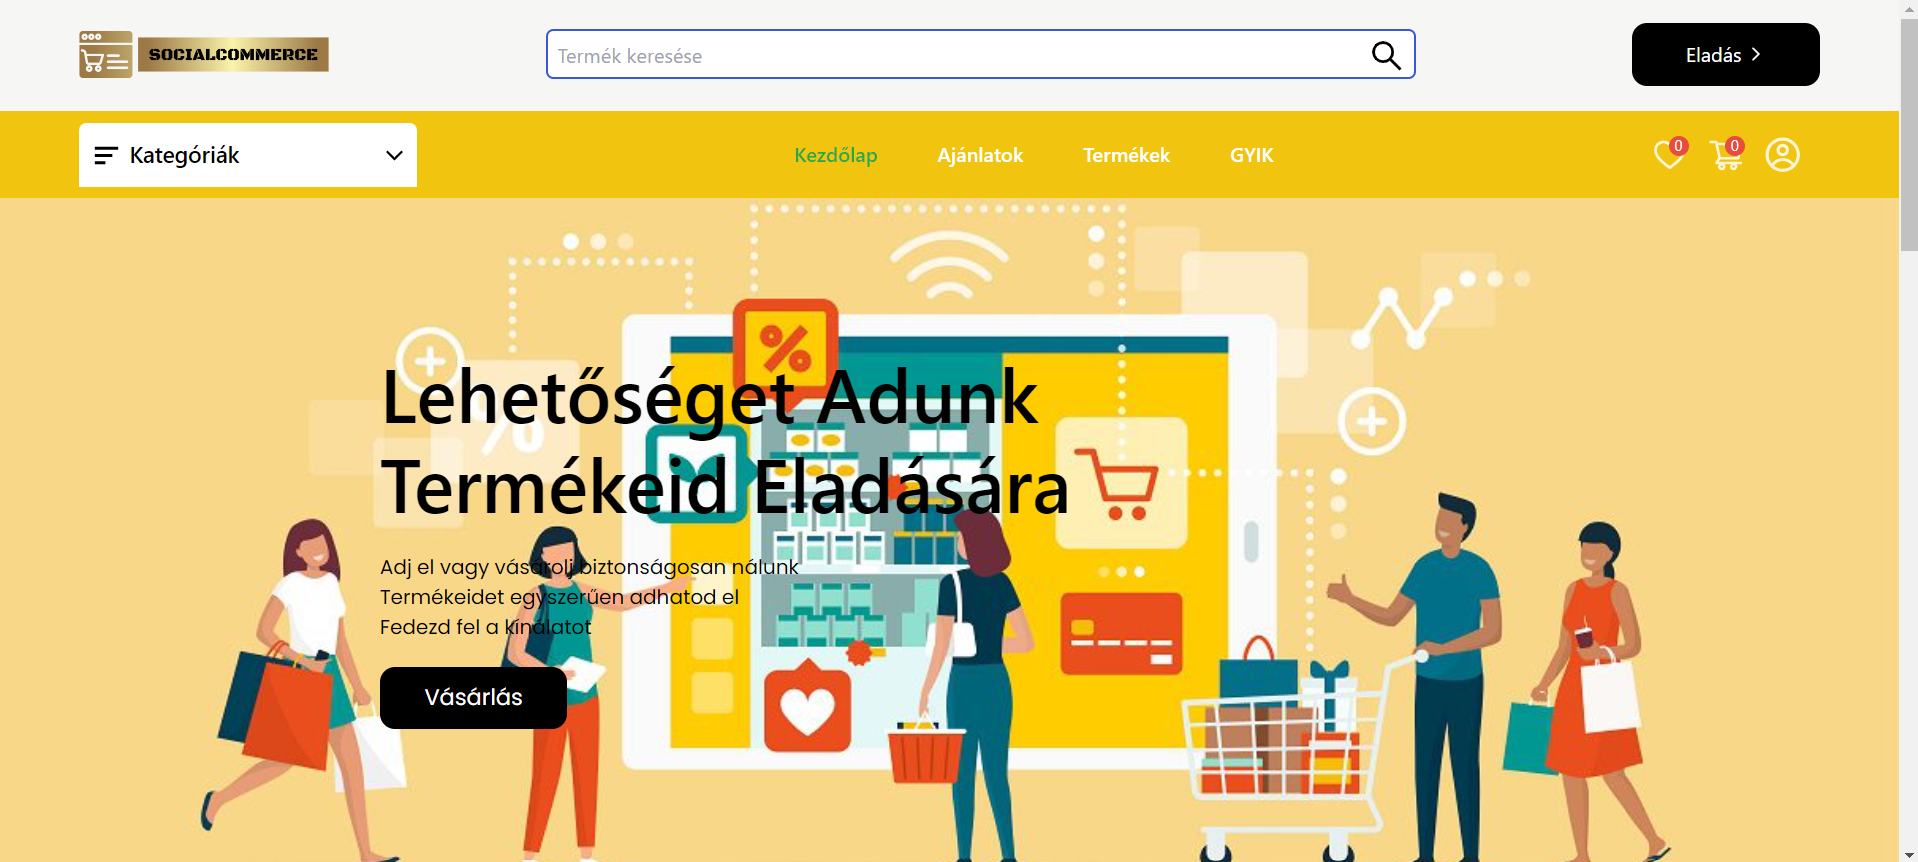 SOCIALCOMMERCE
Termék keresése
Eladás
Kategóriák
Kezdőlap
Ajánlatok
Termékek
GYIK
0
0
%
%
Lehetőséget Adunk
Termékeid Eladására
Adj el vagy vásárolj biztonságosan nálunk
Termékeidet egyszerűen adhatod el
Fedezd fel a kínálatot
Vásárlás